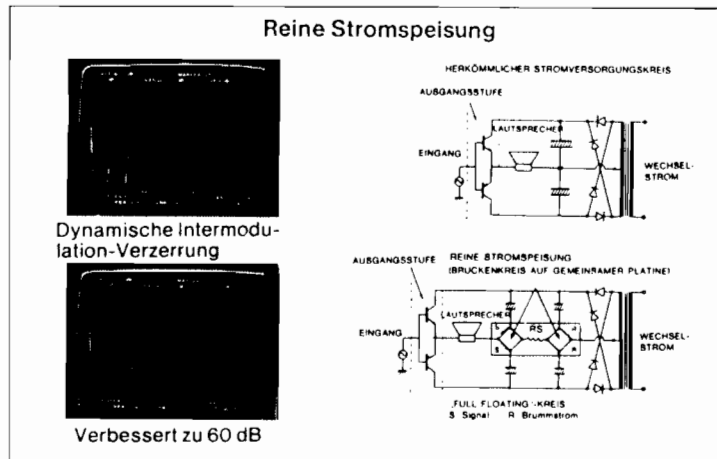 Reine Stromspeisung
Dynamische Intermodu-
lation-Verzerrung
Verbessert zu 60 dB
HERKÖMMLICHER STROMVERSORGUNGSKREIS
AUSGANGSSTUFE
LAUTSPRECHER
EINGANG
WECHSEL-
STROM
REINE STROMSPEISUNG
(BRUCKENKREIS AUF GEMEINSAMER PLATINE)
AUSGANGSSTUFE
LAUTSPRECHER
RS
EINGANG
S
R
WECHSEL-
STROM
"FULL FLOATING"-KREIS
S Signal R Brummstrom